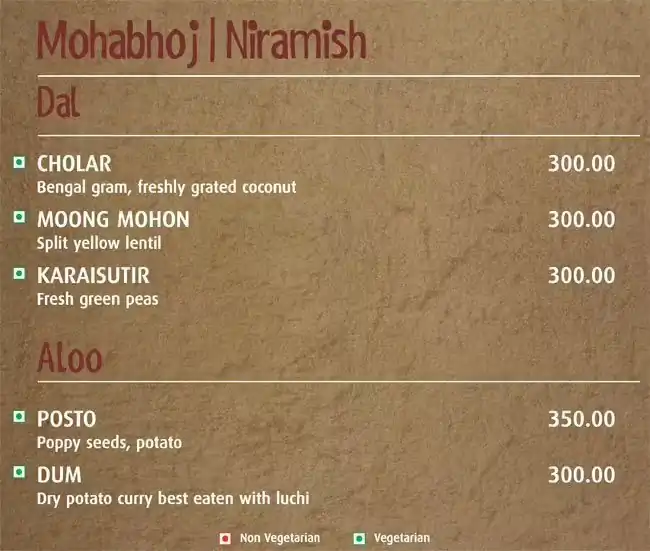 Mohabhoj | Niramish
Dal
CHOLAR 300.00
Bengal gram, freshly grated coconut
MOONG MOHON 300.00
Split yellow lentil
KARAISUTIR 300.00
Fresh green peas
Aloo
POSTO 350.00
Poppy seeds, potato
DUM 300.00
Dry potato curry best eaten with luchi
Non Vegetarian Vegetarian